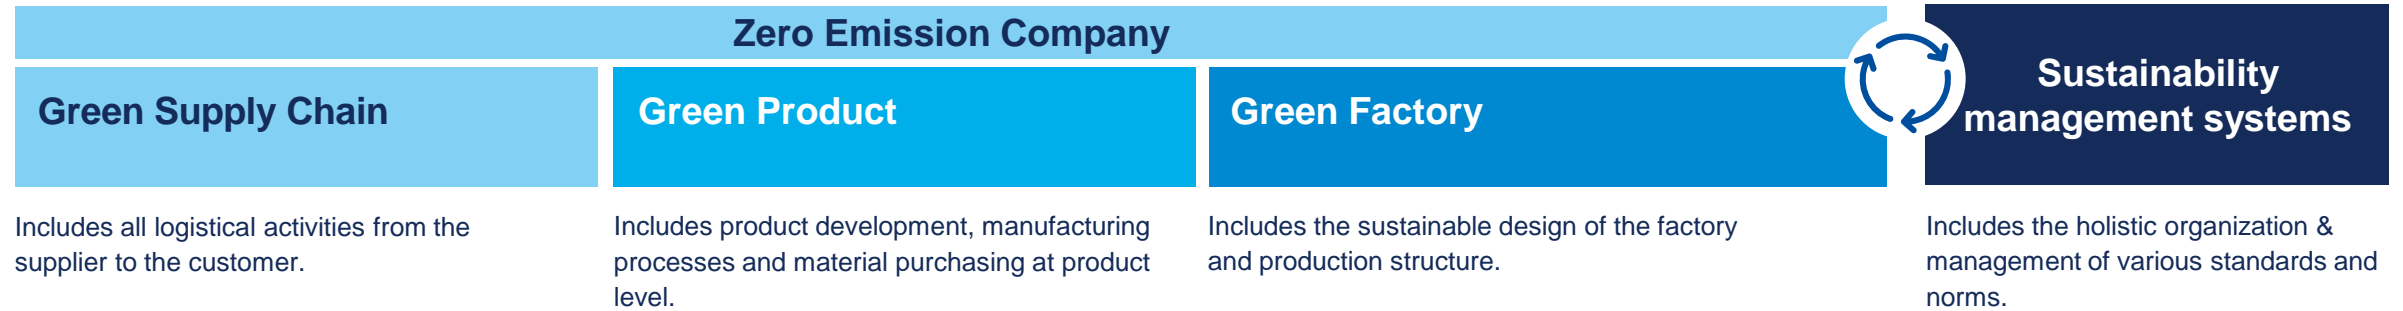 Zero Emission Company
Green Supply Chain
Includes all logistical activities from the
supplier to the customer.
Green Product
Includes product development, manufacturing
processes and material purchasing at product
level.
Green Factory
Includes the sustainable design of the factory
and production structure.
Sustainability
management systems
Includes the holistic organization &
management of various standards and
norms.